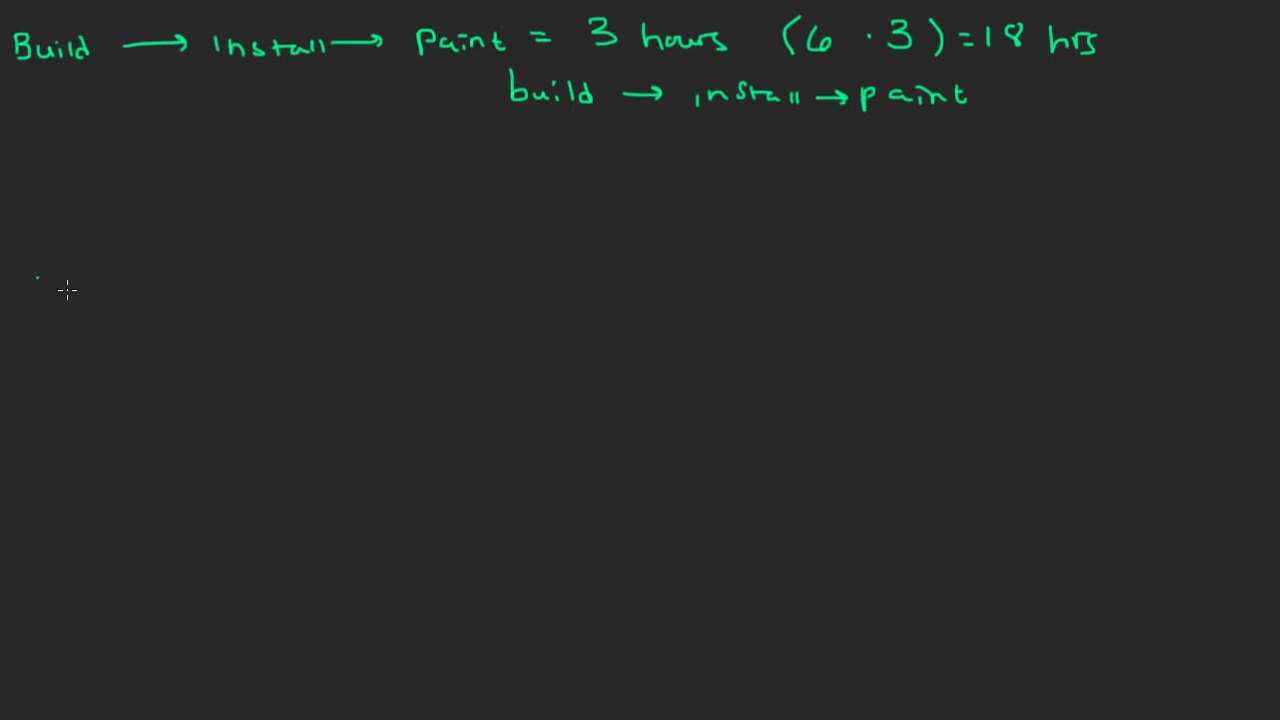 Build → install → paint = 3 hours (6 · 3) = 18 hrs
build → install → paint